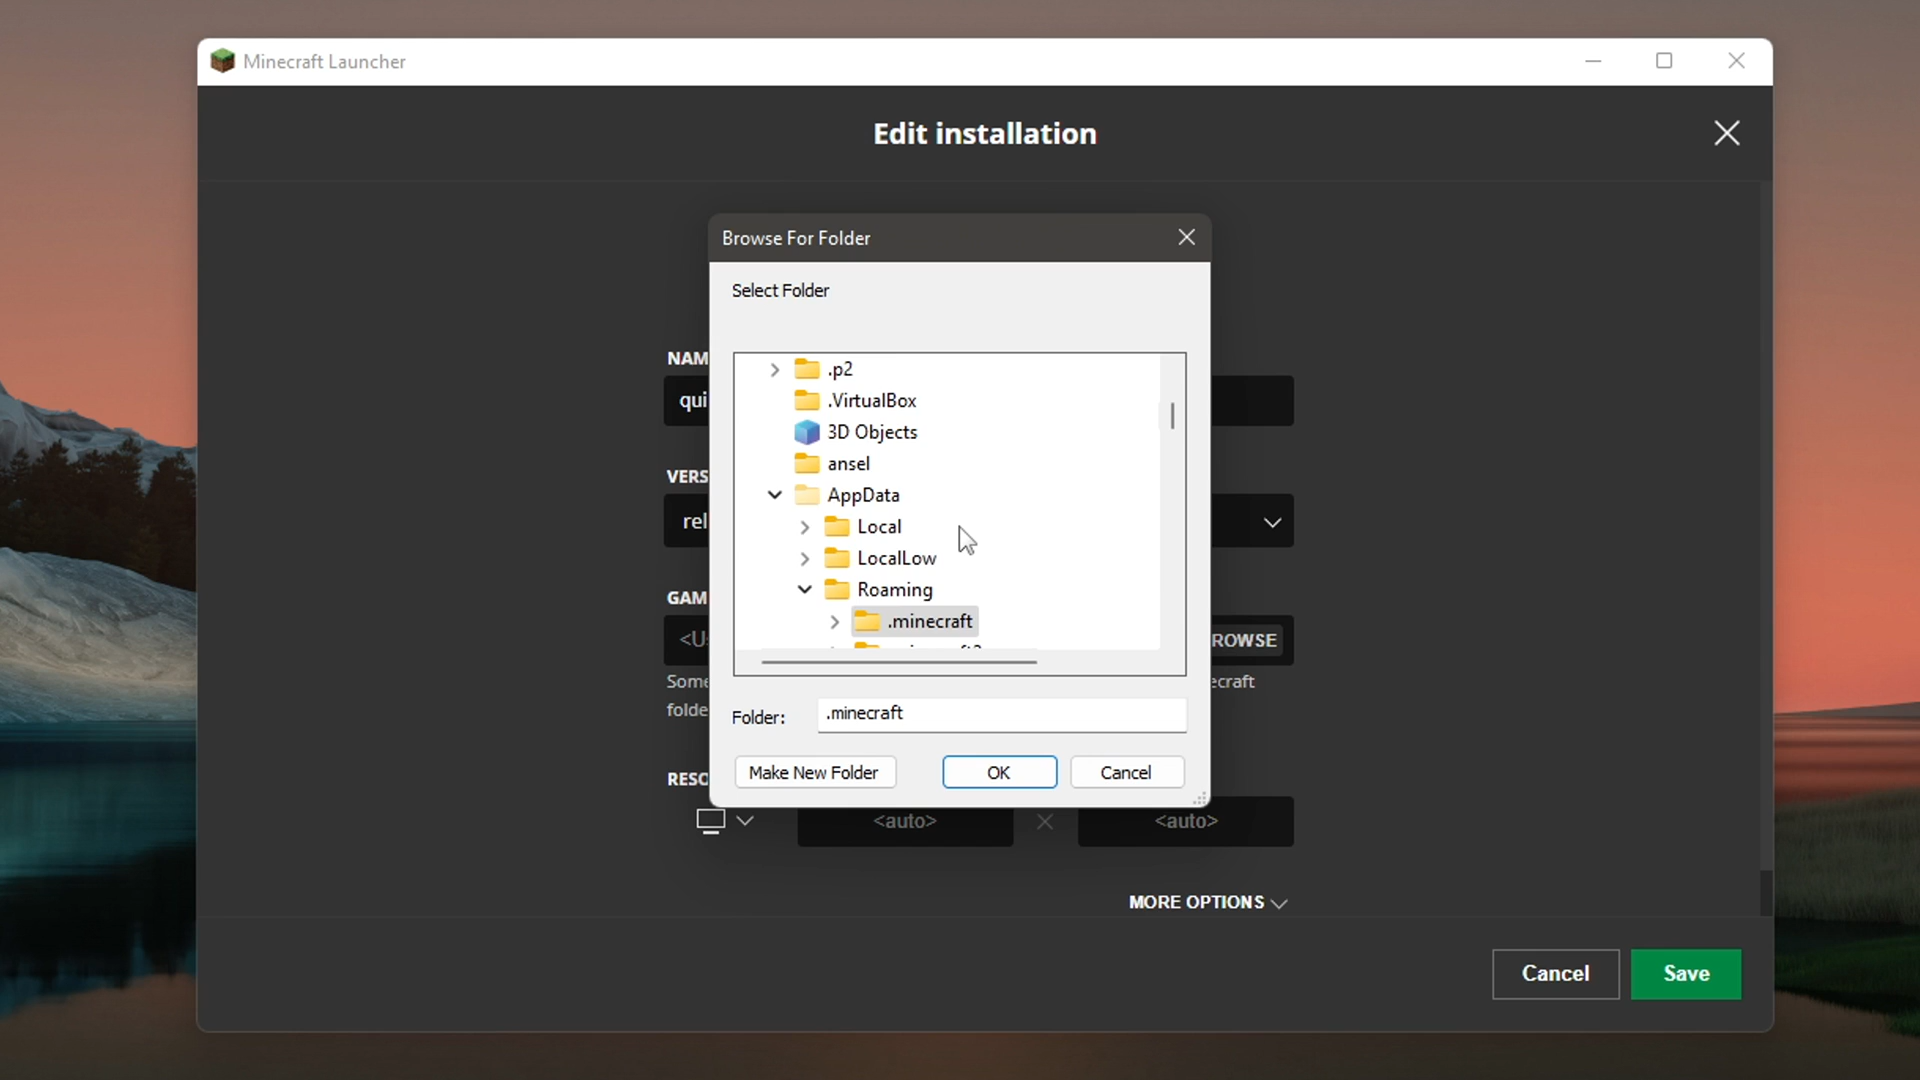 Minecraft Launcher
Edit installation
Browse For Folder
Select Folder
NAM
qui
VERS
rel
GAM
<U
ROWSE
Some
ecraft
folde
RESO
.p2
.VirtualBox
3D Objects
ansel
AppData
Local
LocalLow
Roaming
.minecraft
Folder: .minecraft
Make New Folder OK Cancel
<auto> <auto>
MORE OPTIONS
Cancel Save